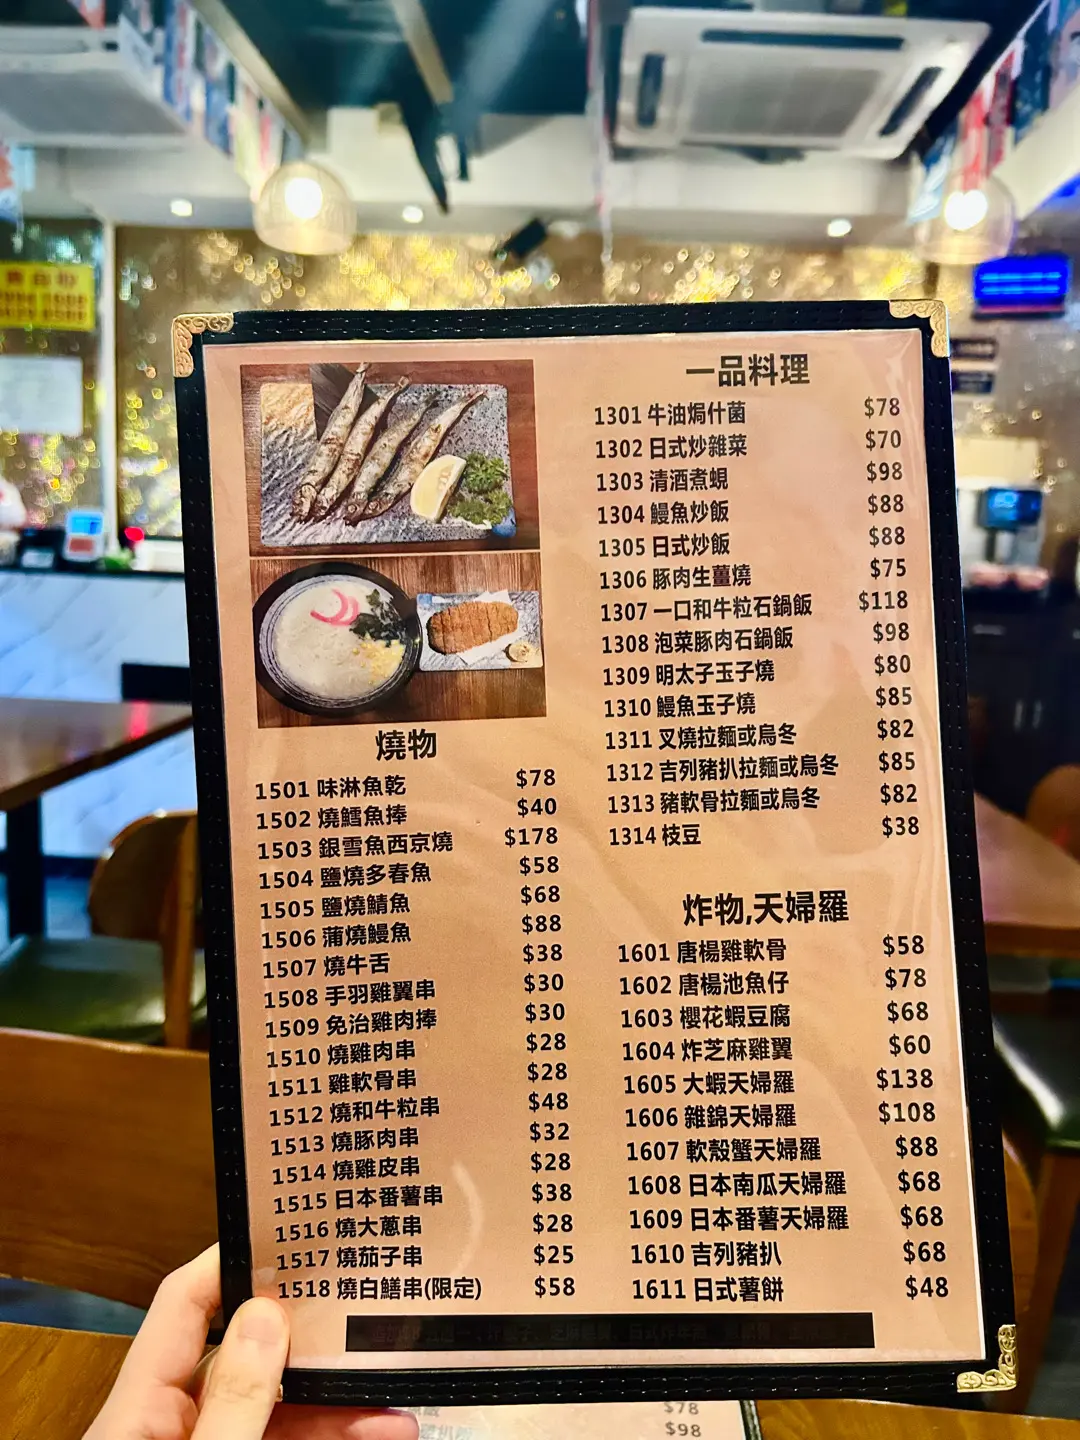 燒物
1501 味淋魚乾 $78
1502 燒鱈魚捧 $40
1503 銀雪魚西京燒 $178
1504 鹽燒多春魚 $58
1505 鹽燒鯖魚 $68
1506 蒲燒鰻魚 $88
1507 燒牛舌 $38
1508 手羽雞翼串 $30
1509 免治雞肉捧 $30
1510 燒雞肉串 $28
1511 雞軟骨串 $28
1512 燒和牛粒串 $48
1513 燒豚肉串 $32
1514 燒雞皮串 $28
1515 日本番薯串 $38
1516 燒大蔥串 $28
1517 燒茄子串 $25
1518 燒白鱔串(限定) $58
一品料理
1301 牛油焗什菌 $78
1302 日式炒雜菜 $70
1303 清酒煮蜆 $98
1304 鰻魚炒飯 $88
1305 日式炒飯 $88
1306 豚肉生薑燒 $75
1307 一口和牛粒石鍋飯 $118
1308 泡菜豚肉石鍋飯 $98
1309 明太子玉子燒 $80
1310 鰻魚玉子燒 $85
1311 叉燒拉麵或烏冬 $82
1312 吉列豬扒拉麵或烏冬 $85
1313 豬軟骨拉麵或烏冬 $82
1314 枝豆 $38
炸物,天婦羅
1601 唐楊雞軟骨 $58
1602 唐楊池魚仔 $78
1603 櫻花蝦豆腐 $68
1604 炸芝麻雞翼 $60
1605 大蝦天婦羅 $138
1606 雜錦天婦羅 $108
1607 軟殼蟹天婦羅 $88
1608 日本南瓜天婦羅 $68
1609 日本番薯天婦羅 $68
1610 吉列豬扒 $68
1611 日式薯餅 $48
$78
$98